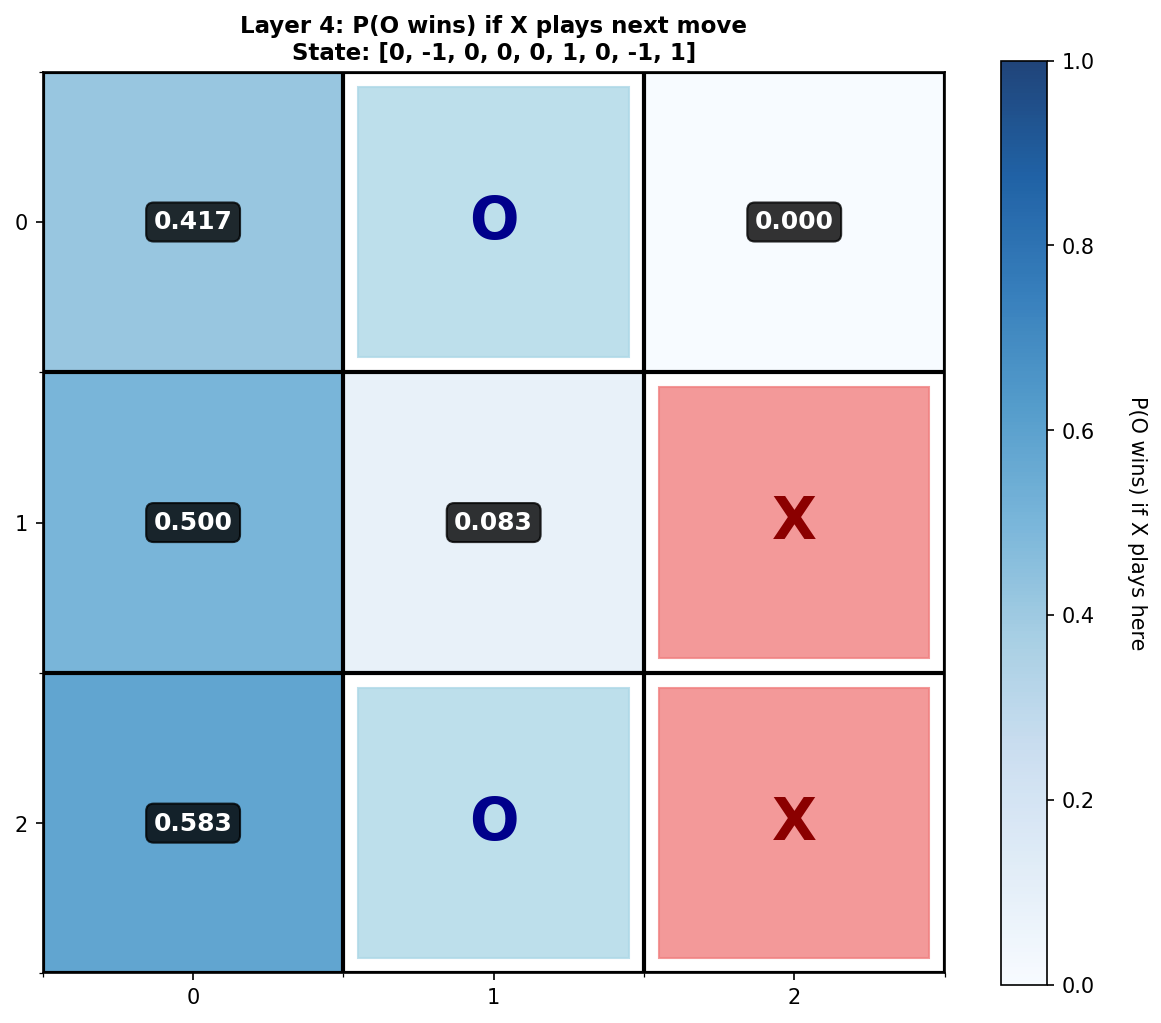 Layer 4: P(O wins) if X plays next move
State: [0, -1, 0, 0, 0, 1, 0, -1, 1]
1.0
0.8
0.6
0.4
0.2
0.0
P(O wins) if X plays here
0
0.417
O
0.000
1
0.500
0.083
X
2
0.583
O
X
0
1
2